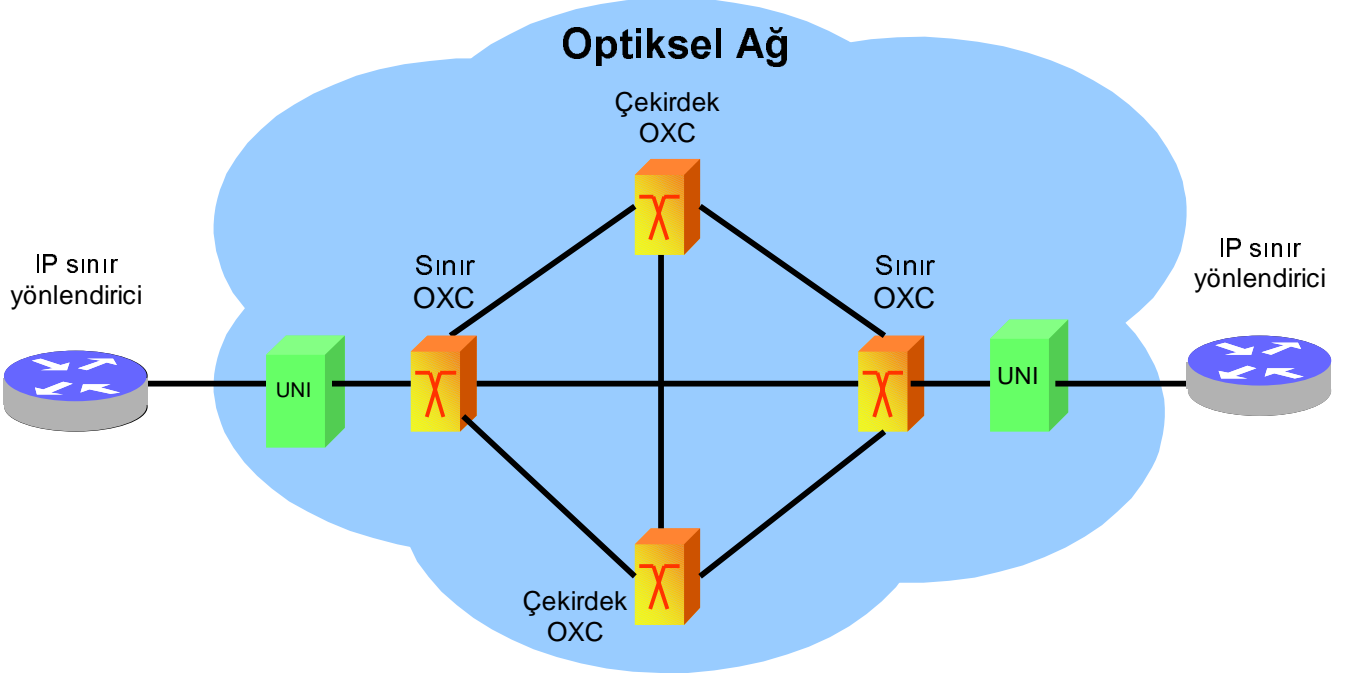 Optiksel Ağ
Çekirdek
OXC
IP sınır
yönlendirici
Sınır
OXC
Sınır
OXC
IP sınır
yönlendirici
UNI
UNI
Çekirdek
OXC